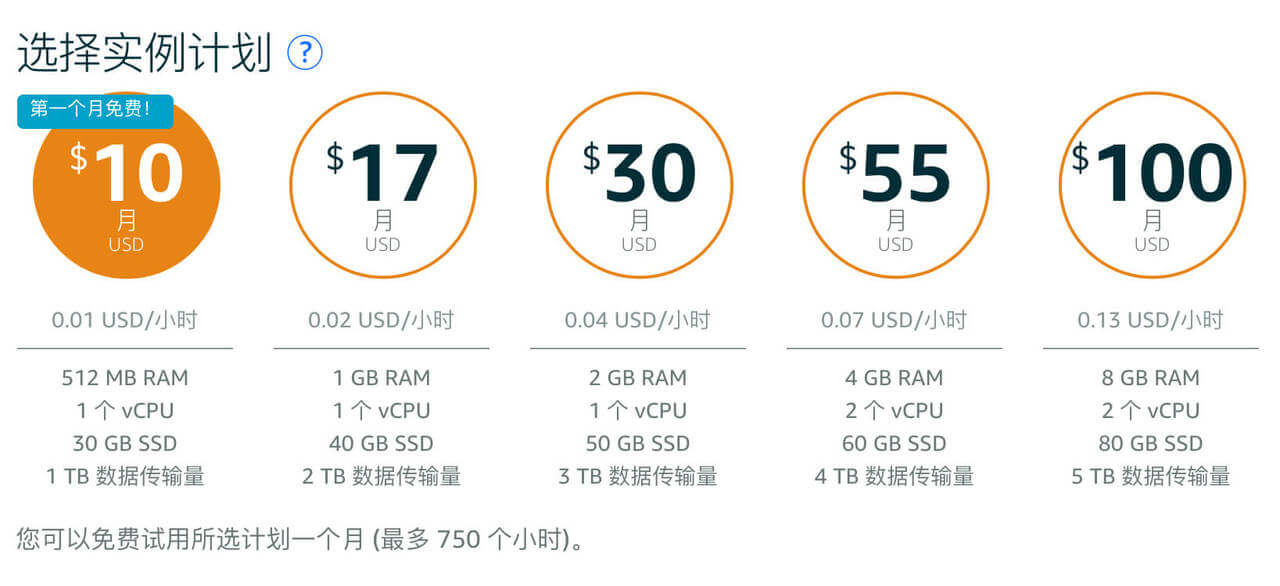 选择实例计划 ?
第一个月免费!
$10
月
USD
0.01 USD/小时
512 MB RAM
1 个 vCPU
30 GB SSD
1 TB 数据传输量
$17
月
USD
0.02 USD/小时
1 GB RAM
1 个 vCPU
40 GB SSD
2 TB 数据传输量
$30
月
USD
0.04 USD/小时
2 GB RAM
1 个 vCPU
50 GB SSD
3 TB 数据传输量
$55
月
USD
0.07 USD/小时
4 GB RAM
2 个 vCPU
60 GB SSD
4 TB 数据传输量
$100
月
USD
0.13 USD/小时
8 GB RAM
2 个 vCPU
80 GB SSD
5 TB 数据传输量
您可以免费试用所选计划一个月 (最多 750 个小时)。